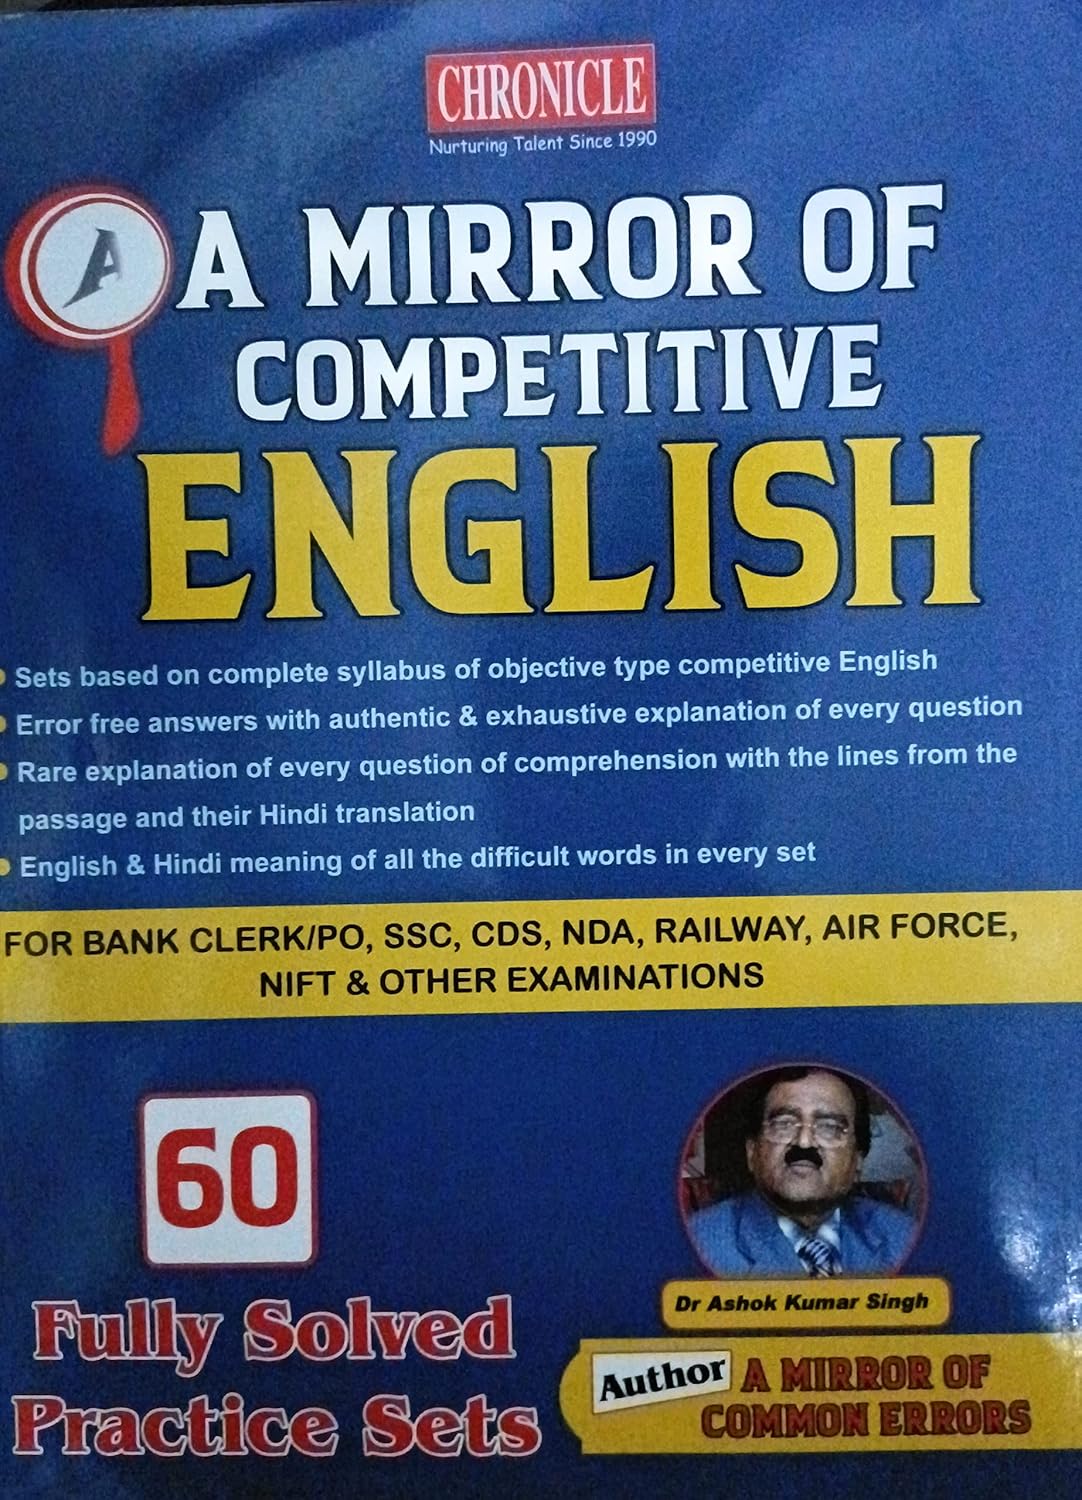 CHRONICLE
Nurturing Talent Since 1990
A
A MIRROR OF
COMPETITIVE
ENGLISH
Sets based on complete syllabus of objective type competitive English
Error free answers with authentic & exhaustive explanation of every question
Rare explanation of every question of comprehension with the lines from the
passage and their Hindi translation
English & Hindi meaning of all the difficult words in every set
FOR BANK CLERK/PO, SSC, CDS, NDA, RAILWAY, AIR FORCE,
NIFT & OTHER EXAMINATIONS
60
Fully Solved
Practice Sets
Dr Ashok Kumar Singh
Author A MIRROR OF
COMMON ERRORS